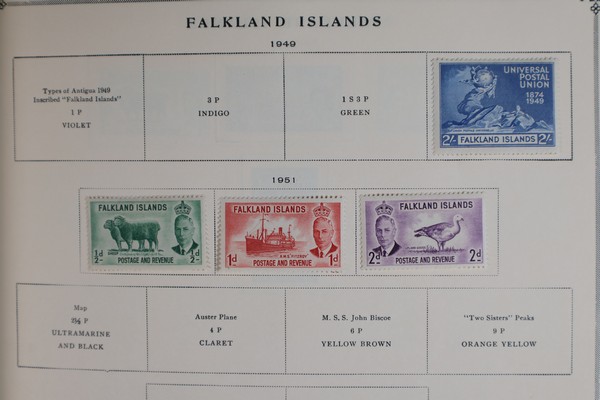 FALKLAND ISLANDS
1949
Types of Antigua 1949
Inscribed "Falkland Islands"
1 P
VIOLET
3 P
INDIGO
1 S 3 P
GREEN
UNIVERSAL
POSTAL
UNION
1874
1949
2/- FALKLAND ISLANDS 2/-
1951
FALKLAND ISLANDS
½d ½d
POSTAGE AND REVENUE
FALKLAND ISLANDS
R.M.S. FITZROY
1d 1d
POSTAGE AND REVENUE
FALKLAND ISLANDS
2d 2d
POSTAGE AND REVENUE
Map
2½ P
ULTRAMARINE
AND BLACK
Auster Plane
4 P
CLARET
M. S. S. John Biscoe
6 P
YELLOW BROWN
"Two Sisters" Peaks
9 P
ORANGE YELLOW